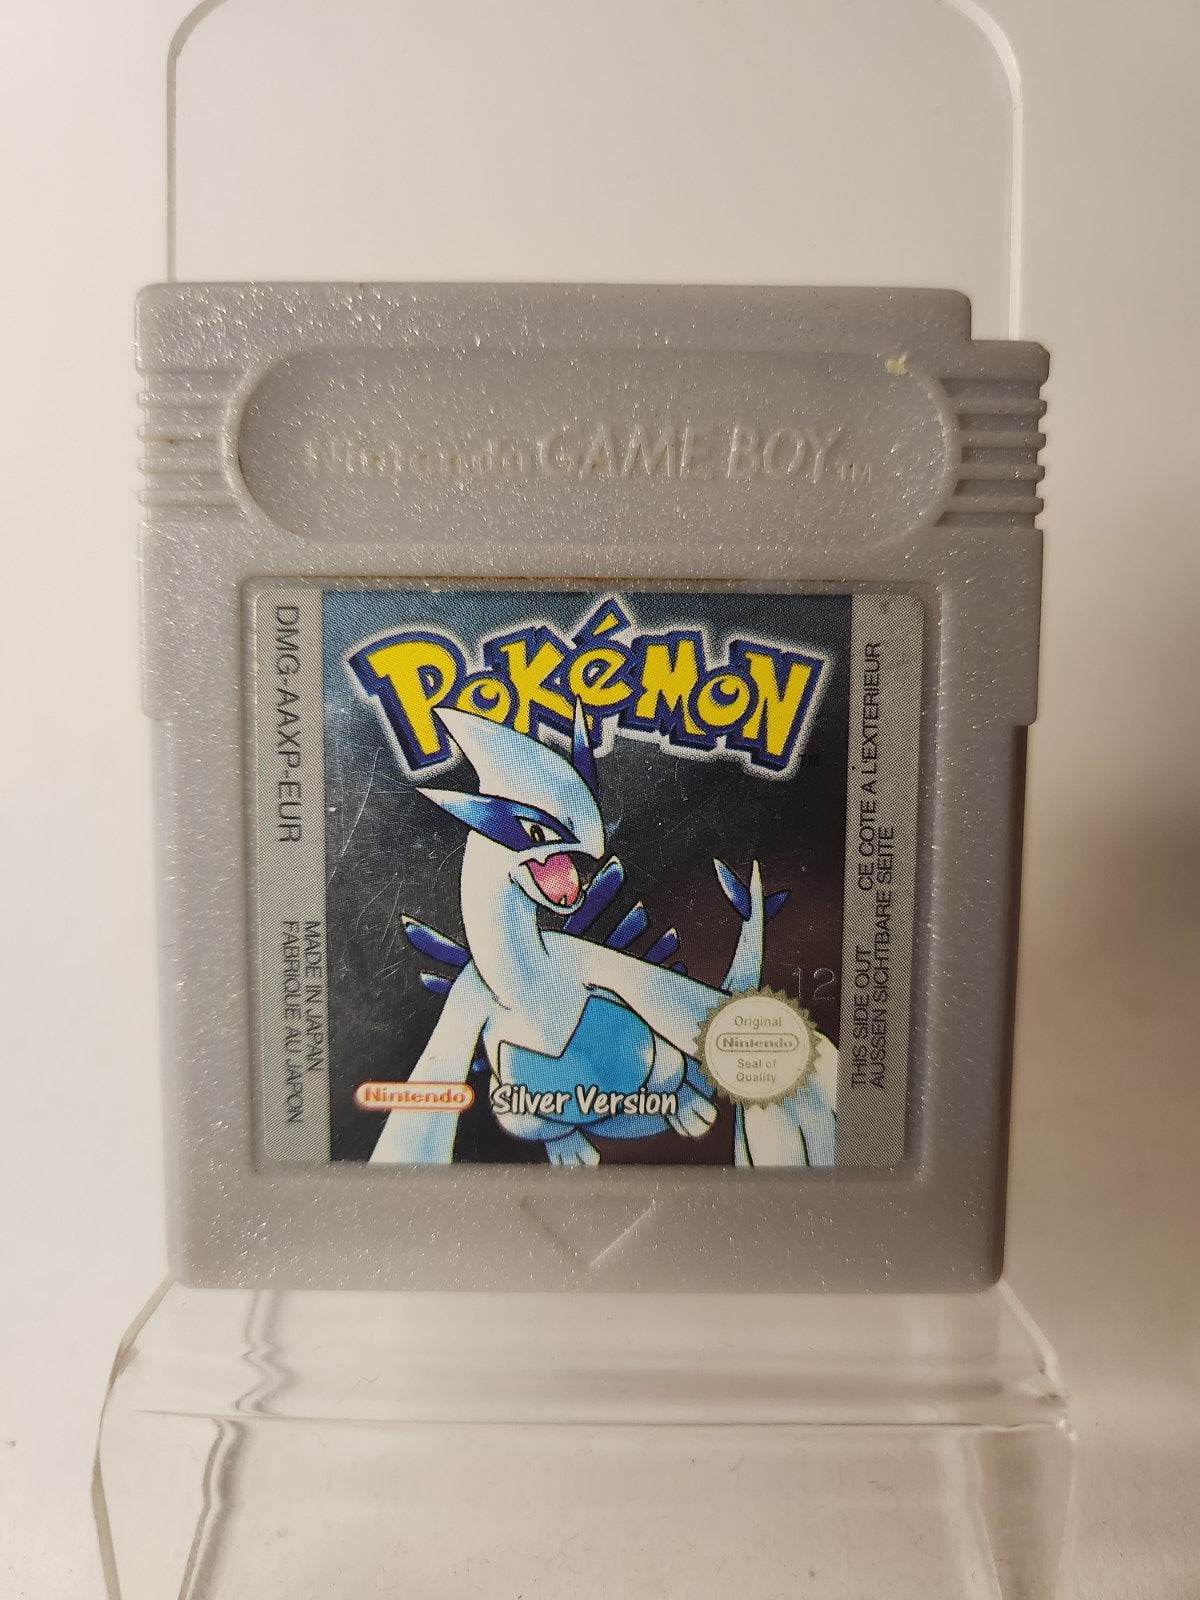 Nintendo GAME BOY TM
DMG-AAXP-EUR
MADE IN JAPAN
FABRIQUE AU JAPON
POKéMON
TM
12
Original
Nintendo
Seal of
Quality
Nintendo
Silver Version
THIS SIDE OUT CE COTE A L'EXTERIEUR
AUSSEN SICHTBARE SEITE